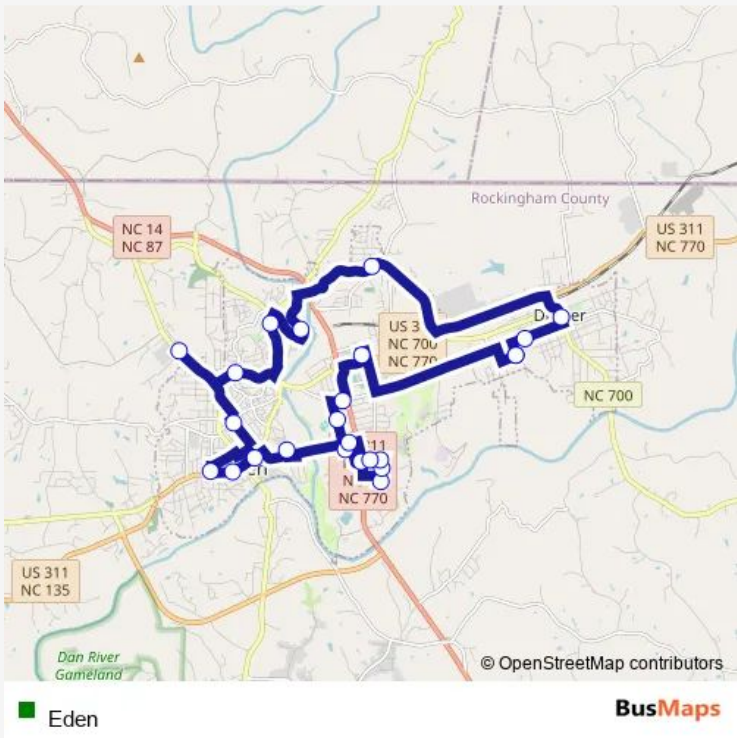 Rockingham County
NC 14
NC 87
US 311
NC 770
US 3
NC 700
NC 770
NC 700
NC 770
US 311
NC 135
Dan River
Gameland
© OpenStreetMap contributors
Eden
BusMaps